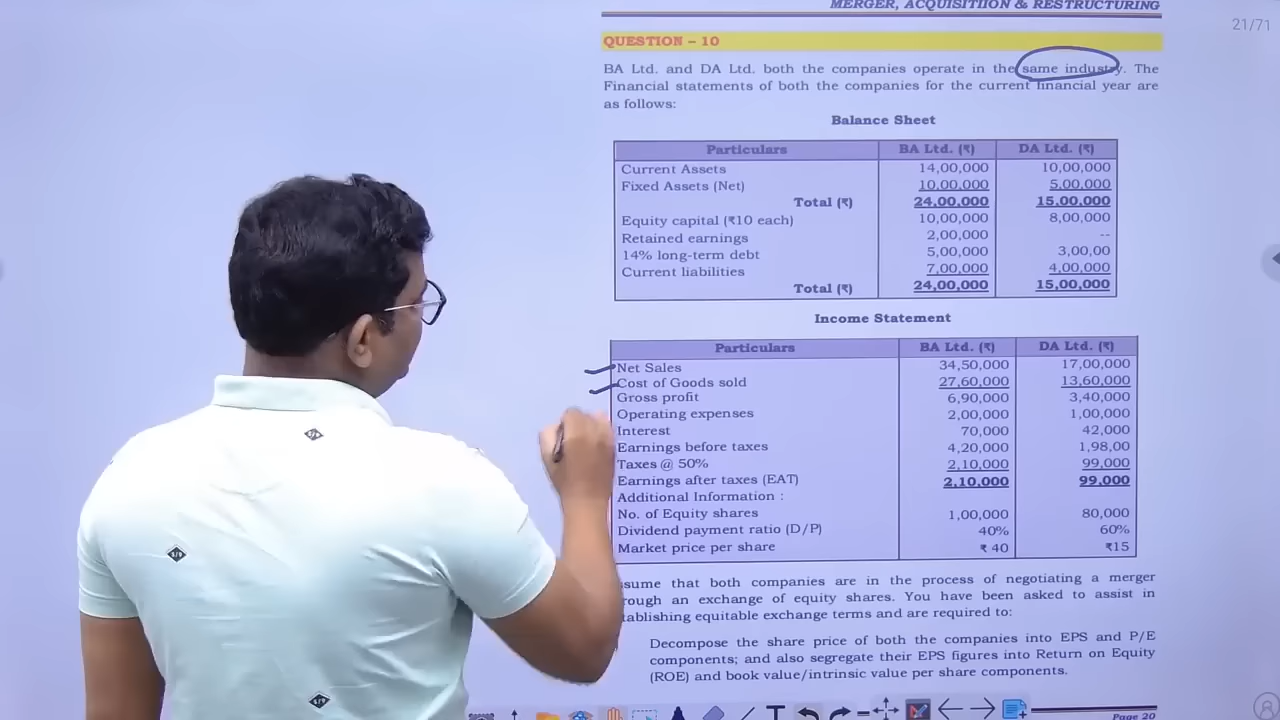 MERGER, ACQUISITIION & RESTRUCTURING
21/71
QUESTION – 10
BA Ltd. and DA Ltd. both the companies operate in the same industry. The
Financial statements of both the companies for the current financial year are
as follows:
Balance Sheet
Particulars BA Ltd. (₹) DA Ltd. (₹)
Current Assets 14,00,000 10,00,000
Fixed Assets (Net) 10,00,000 5,00,000
Total (₹) 24,00,000 15,00,000
Equity capital (₹10 each) 10,00,000 8,00,000
Retained earnings 2,00,000 --
14% long-term debt 5,00,000 3,00,00
Current liabilities 7,00,000 4,00,000
Total (₹) 24,00,000 15,00,000
Income Statement
Particulars BA Ltd. (₹) DA Ltd. (₹)
Net Sales 34,50,000 17,00,000
Cost of Goods sold 27,60,000 13,60,000
Gross profit 6,90,000 3,40,000
Operating expenses 2,00,000 1,00,000
Interest 70,000 42,000
Earnings before taxes 4,20,000 1,98,00
Taxes @ 50% 2,10,000 99,000
Earnings after taxes (EAT) 2,10,000 99,000
Additional Information :
No. of Equity shares 1,00,000 80,000
Dividend payment ratio (D/P) 40% 60%
Market price per share ₹ 40 ₹15
sume that both companies are in the process of negotiating a merger
rough an exchange of equity shares. You have been asked to assist in
tablishing equitable exchange terms and are required to:
Decompose the share price of both the companies into EPS and P/E
components; and also segregate their EPS figures into Return on Equity
(ROE) and book value/intrinsic value per share components.
Page 20